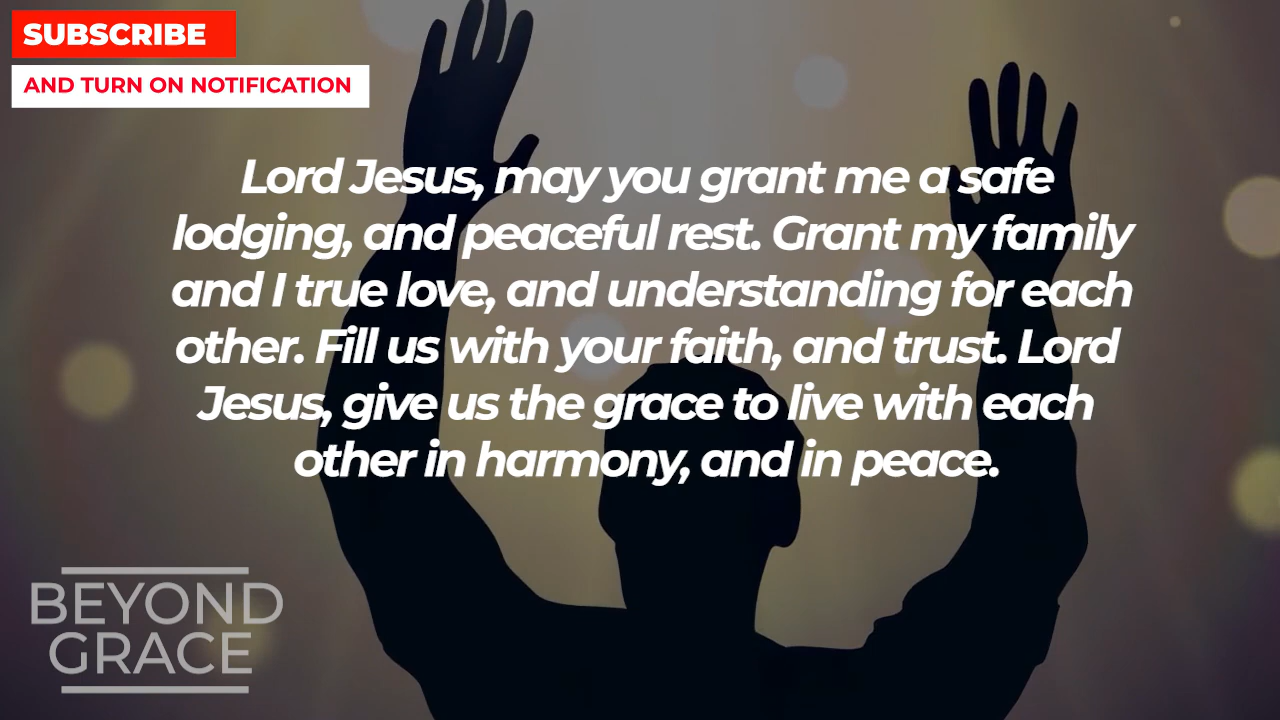 SUBSCRIBE
AND TURN ON NOTIFICATION
Lord Jesus, may you grant me a safe
lodging, and peaceful rest. Grant my family
and I true love, and understanding for each
other. Fill us with your faith, and trust. Lord
Jesus, give us the grace to live with each
other in harmony, and in peace.
BEYOND
GRACE